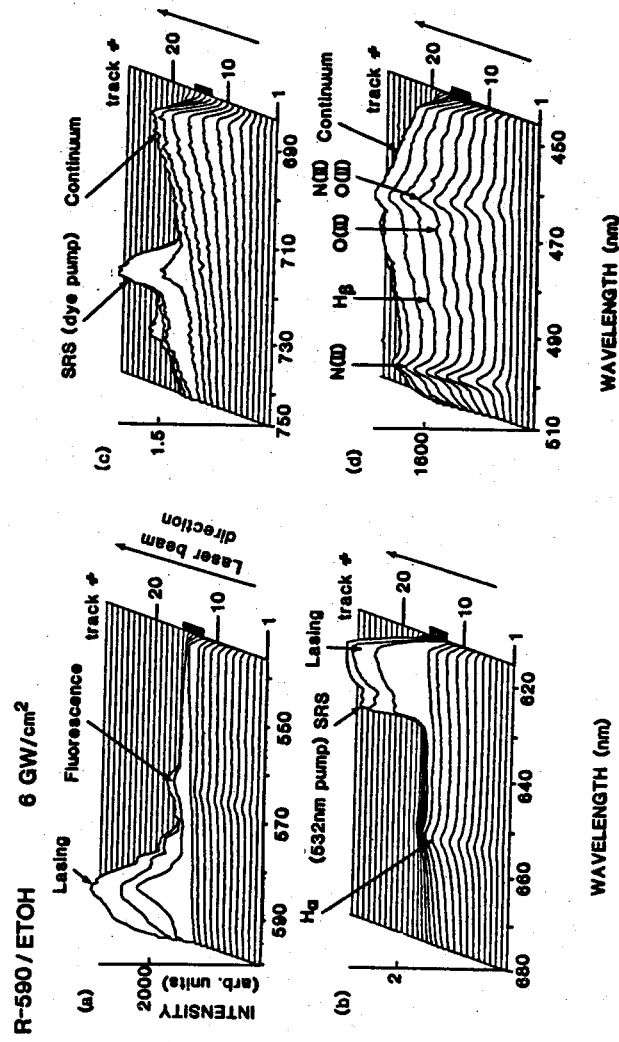 R-590/ETOH 6 GW/cm²
(a)
Lasing
Fluorescence
track #
20
10
1
Laser beam
direction
2000
INTENSITY
(arb. units)
590
570
550
(b)
Hα
(532nm pump) SRS
Lasing
track #
20
10
1
2
680
660
640
620
WAVELENGTH (nm)
(c)
SRS (dye pump)
Continuum
track #
20
10
1
1.5
750
730
710
690
(d)
N(II)
Hβ
O(II)
N(II)
O(II)
Continuum
track #
20
10
1
1600
510
490
470
450
WAVELENGTH (nm)